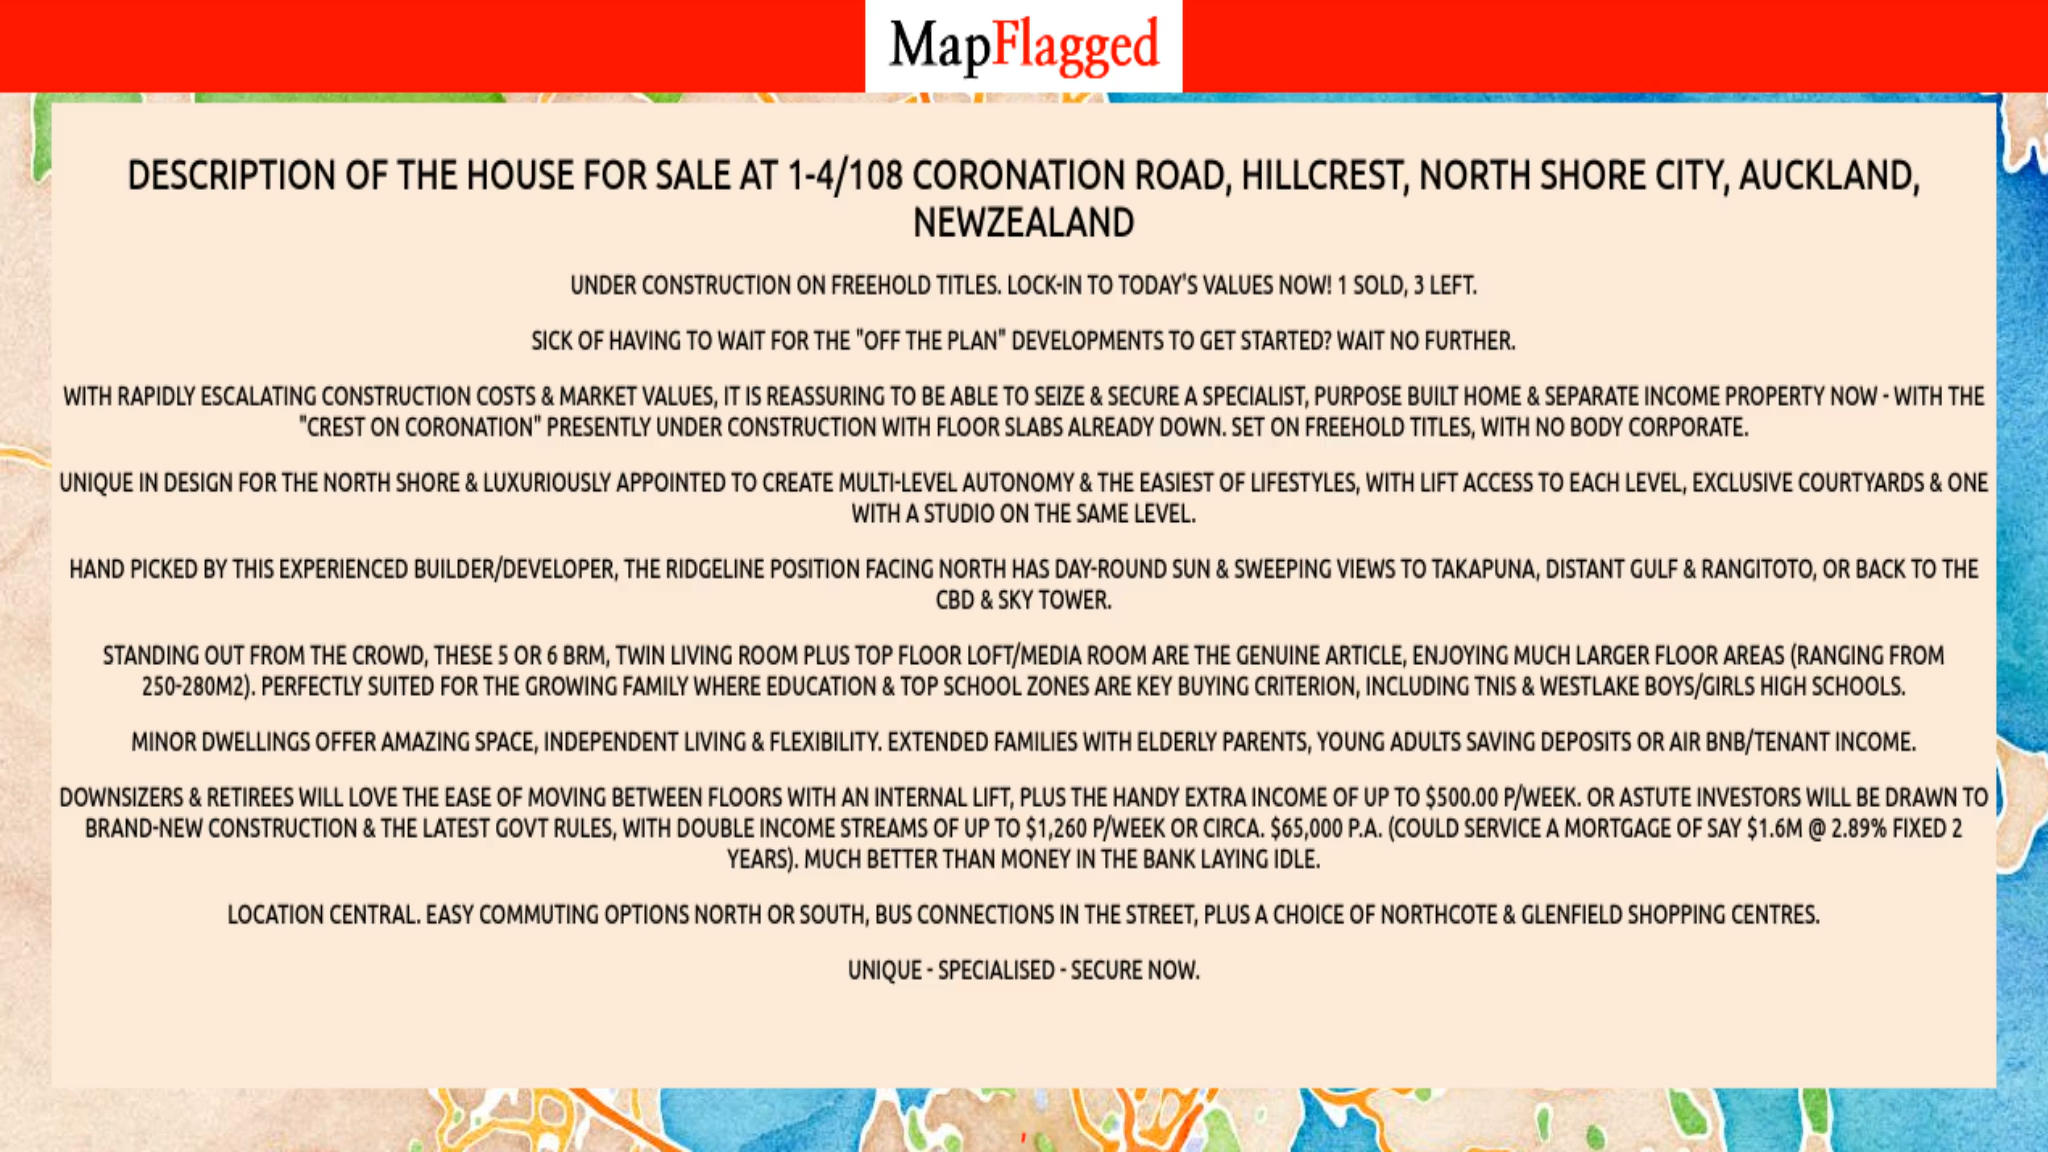 MapFlagged
DESCRIPTION OF THE HOUSE FOR SALE AT 1-4/108 CORONATION ROAD, HILLCREST, NORTH SHORE CITY, AUCKLAND,
NEWZEALAND
UNDER CONSTRUCTION ON FREEHOLD TITLES. LOCK-IN TO TODAY'S VALUES NOW! 1 SOLD, 3 LEFT.
SICK OF HAVING TO WAIT FOR THE "OFF THE PLAN" DEVELOPMENTS TO GET STARTED? WAIT NO FURTHER.
WITH RAPIDLY ESCALATING CONSTRUCTION COSTS & MARKET VALUES, IT IS REASSURING TO BE ABLE TO SEIZE & SECURE A SPECIALIST, PURPOSE BUILT HOME & SEPARATE INCOME PROPERTY NOW - WITH THE
"CREST ON CORONATION" PRESENTLY UNDER CONSTRUCTION WITH FLOOR SLABS ALREADY DOWN. SET ON FREEHOLD TITLES, WITH NO BODY CORPORATE.
UNIQUE IN DESIGN FOR THE NORTH SHORE & LUXURIOUSLY APPOINTED TO CREATE MULTI-LEVEL AUTONOMY & THE EASIEST OF LIFESTYLES, WITH LIFT ACCESS TO EACH LEVEL, EXCLUSIVE COURTYARDS & ONE
WITH A STUDIO ON THE SAME LEVEL.
HAND PICKED BY THIS EXPERIENCED BUILDER/DEVELOPER, THE RIDGELINE POSITION FACING NORTH HAS DAY-ROUND SUN & SWEEPING VIEWS TO TAKAPUNA, DISTANT GULF & RANGITOTO, OR BACK TO THE
CBD & SKY TOWER.
STANDING OUT FROM THE CROWD, THESE 5 OR 6 BRM, TWIN LIVING ROOM PLUS TOP FLOOR LOFT/MEDIA ROOM ARE THE GENUINE ARTICLE, ENJOYING MUCH LARGER FLOOR AREAS (RANGING FROM
250-280M2). PERFECTLY SUITED FOR THE GROWING FAMILY WHERE EDUCATION & TOP SCHOOL ZONES ARE KEY BUYING CRITERION, INCLUDING TNIS & WESTLAKE BOYS/GIRLS HIGH SCHOOLS.
MINOR DWELLINGS OFFER AMAZING SPACE, INDEPENDENT LIVING & FLEXIBILITY. EXTENDED FAMILIES WITH ELDERLY PARENTS, YOUNG ADULTS SAVING DEPOSITS OR AIR BNB/TENANT INCOME.
DOWNSIZERS & RETIREES WILL LOVE THE EASE OF MOVING BETWEEN FLOORS WITH AN INTERNAL LIFT, PLUS THE HANDY EXTRA INCOME OF UP TO $500.00 P/WEEK. OR ASTUTE INVESTORS WILL BE DRAWN TO
BRAND-NEW CONSTRUCTION & THE LATEST GOVT RULES, WITH DOUBLE INCOME STREAMS OF UP TO $1,260 P/WEEK OR CIRCA. $65,000 P.A. (COULD SERVICE A MORTGAGE OF SAY $1.6M @ 2.89% FIXED 2
YEARS). MUCH BETTER THAN MONEY IN THE BANK LAYING IDLE.
LOCATION CENTRAL. EASY COMMUTING OPTIONS NORTH OR SOUTH, BUS CONNECTIONS IN THE STREET, PLUS A CHOICE OF NORTHCOTE & GLENFIELD SHOPPING CENTRES.
UNIQUE - SPECIALISED - SECURE NOW.
,